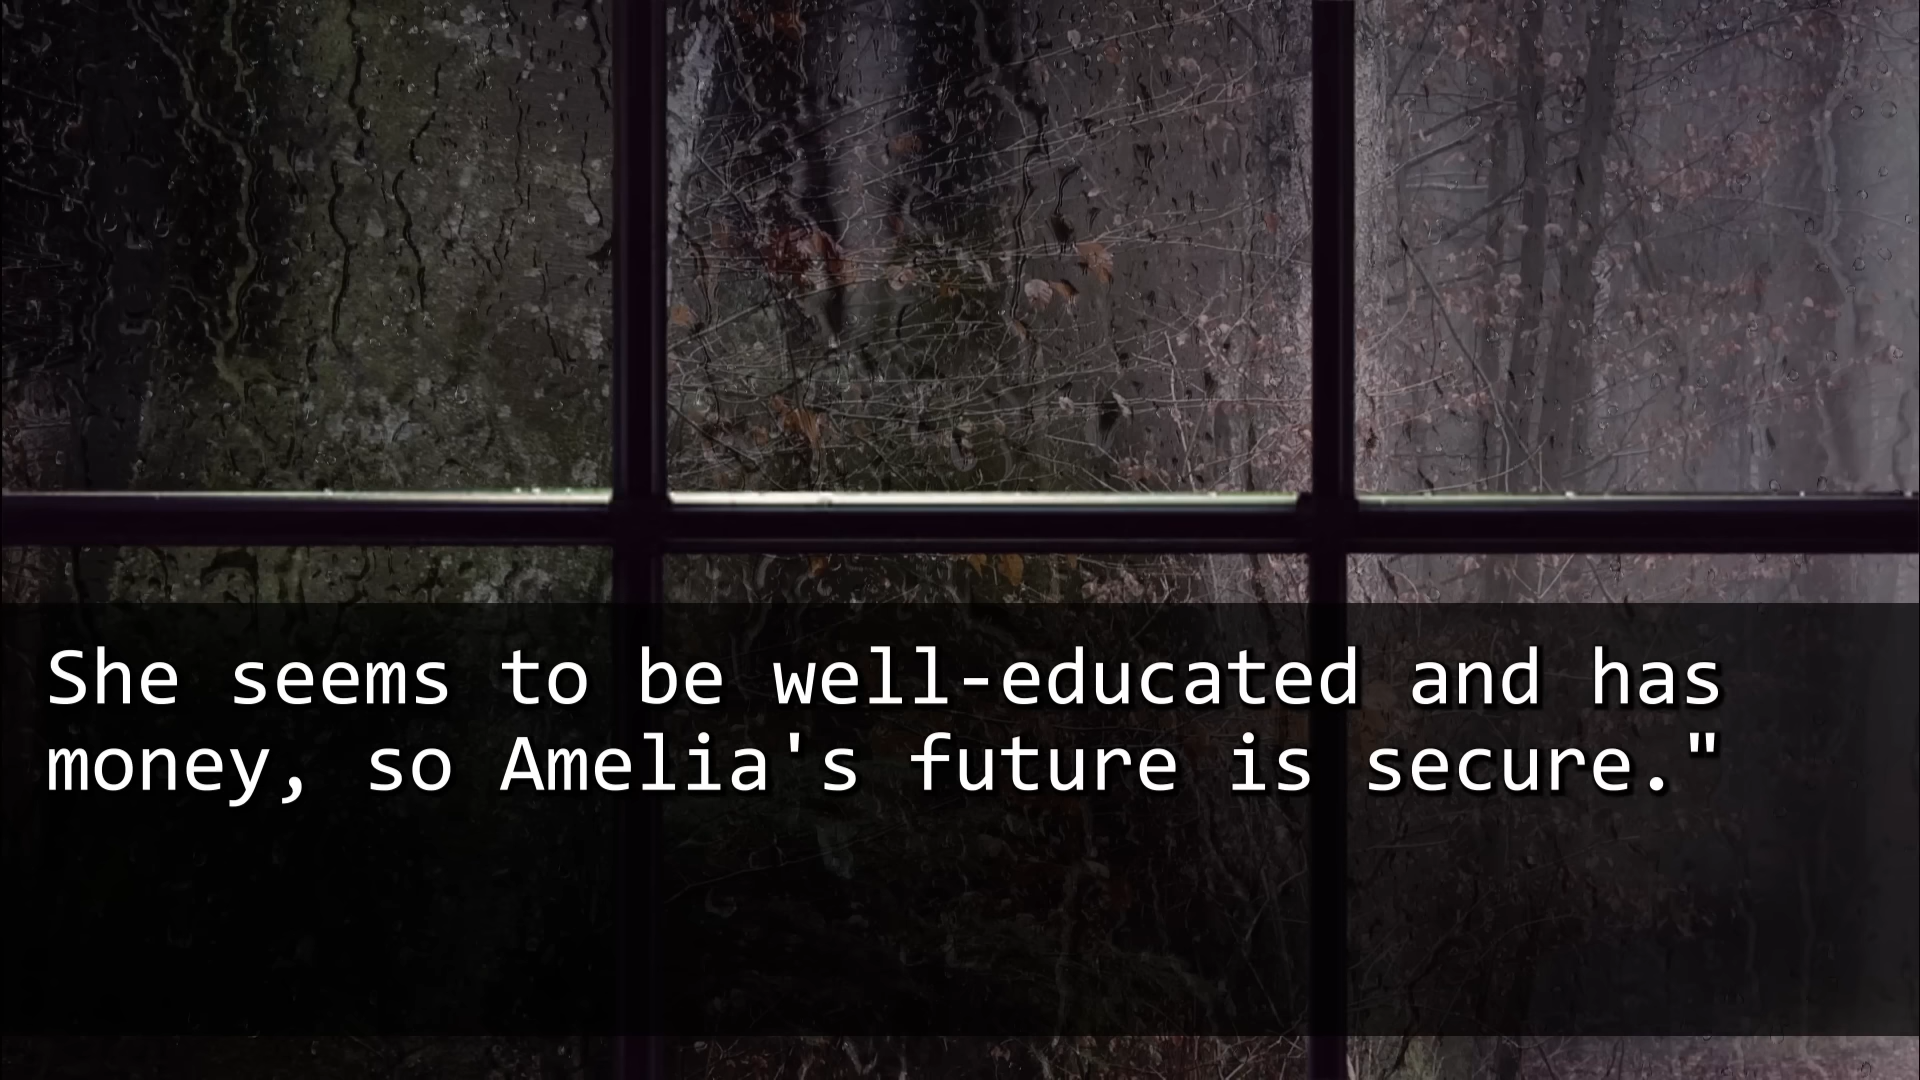 She seems to be well-educated and has
money, so Amelia's future is secure."